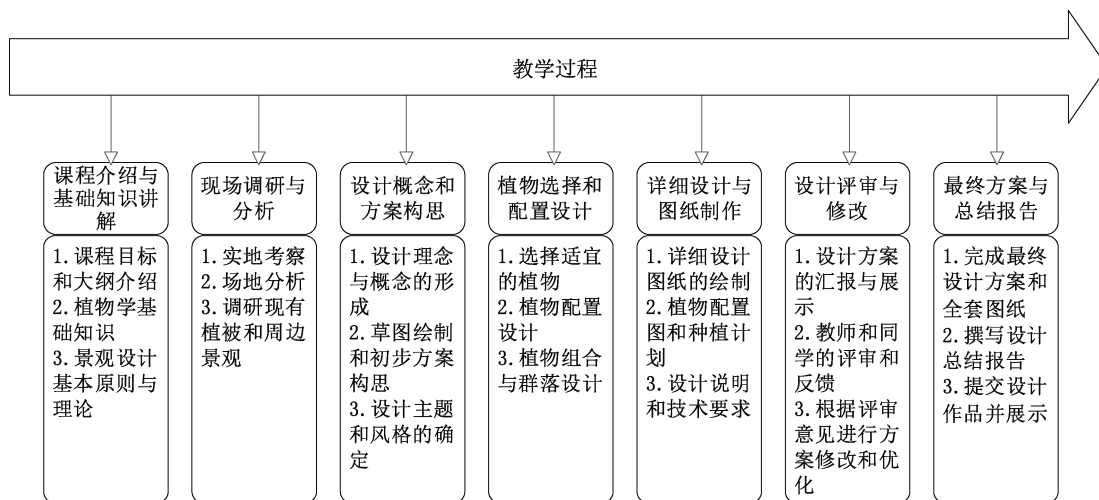 教学过程
课程介绍与
基础知识讲
解
1.课程目标
和大纲介绍
2.植物学基
础知识
3.景观设计
基本原则与
理论
现场调研与
分析
1.实地考察
2.场地分析
3.调研现有
植被和周边
景观
设计概念和
方案构思
1.设计理念
与概念的形
成
2.草图绘制
和初步方案
构思
3.设计主题
和风格的确
定
植物选择和
配置设计
1.选择适宜
的植物
2.植物配置
设计
3.植物组合
与群落设计
详细设计与
图纸制作
1.详细设计
图纸的绘制
2.植物配置
图和种植计
划
3.设计说明
和技术要求
设计评审与
修改
1.设计方案
的汇报与展
示
2.教师和同
学的评审和
反馈
3.根据评审
意见进行方
案修改和优
化
最终方案与
总结报告
1.完成最终
设计方案和
全套图纸
2.撰写设计
总结报告
3.提交设计
作品并展示